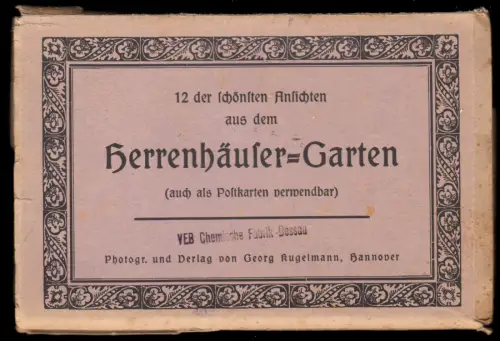 12 der ſchönſten Anſichten
aus dem
Herrenhäuſer=Garten
(auch als Poſtkarten verwendbar)
VEB Chemische Fabrik Dessau
Photogr. und Verlag von Georg Kugelmann, Hannover